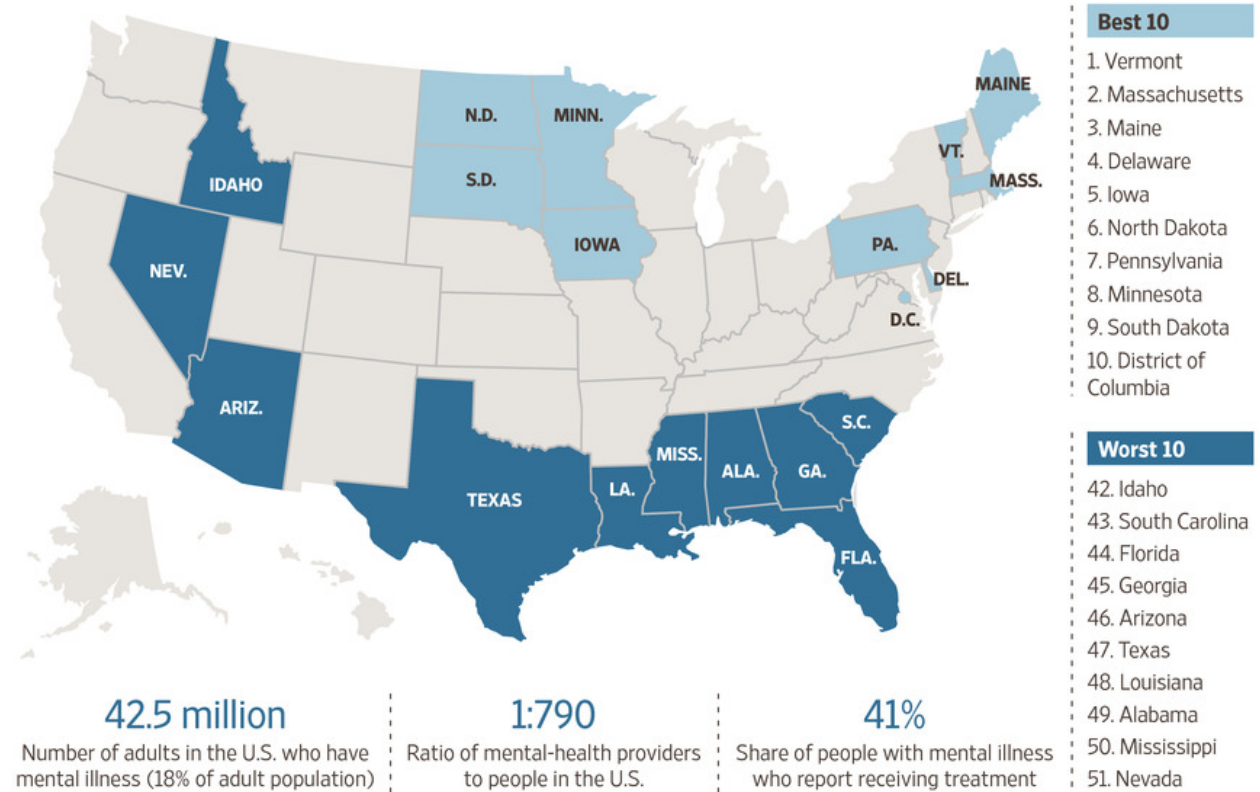 MAINE
N.D.
MINN.
VT.
S.D.
MASS.
IDAHO
IOWA
PA.
NEV.
DEL.
D.C.
ARIZ.
S.C.
MISS.
ALA.
GA.
LA.
TEXAS
FLA.
42.5 million
Number of adults in the U.S. who have
mental illness (18% of adult population)
1:790
Ratio of mental-health providers
to people in the U.S.
41%
Share of people with mental illness
who report receiving treatment
Best 10
1. Vermont
2. Massachusetts
3. Maine
4. Delaware
5. Iowa
6. North Dakota
7. Pennsylvania
8. Minnesota
9. South Dakota
10. District of
Columbia
Worst 10
42. Idaho
43. South Carolina
44. Florida
45. Georgia
46. Arizona
47. Texas
48. Louisiana
49. Alabama
50. Mississippi
51. Nevada